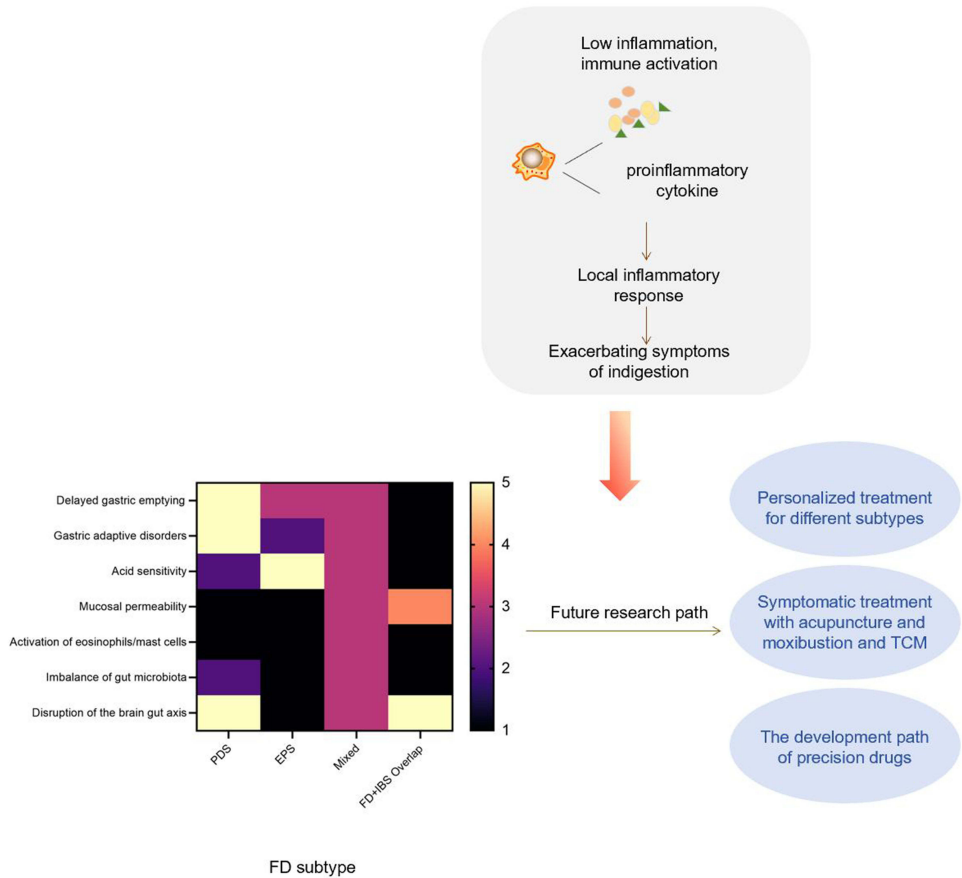 Low inflammation,
immune activation
proinflammatory
cytokine
Local inflammatory
response
Exacerbating symptoms
of indigestion
Delayed gastric emptying
Gastric adaptive disorders
Acid sensitivity
Mucosal permeability
Activation of eosinophils/mast cells
Imbalance of gut microbiota
Disruption of the brain gut axis
PDS
EPS
Mixed
FD+IBS Overlap
5
4
3
2
1
FD subtype
Future research path
Personalized treatment
for different subtypes
Symptomatic treatment
with acupuncture and
moxibustion and TCM
The development path
of precision drugs